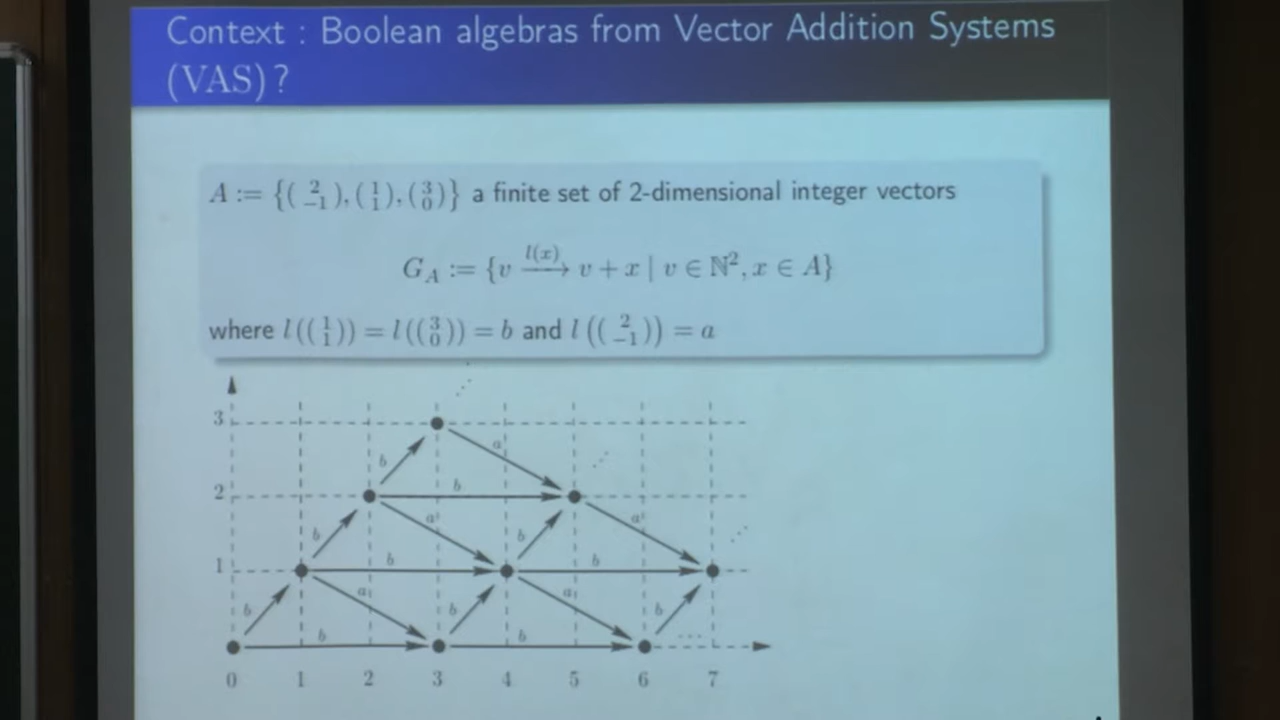 Context : Boolean algebras from Vector Addition Systems
(VAS) ?
A := {( 2 -1 ), ( 1 1 ), ( 3 0 )} a finite set of 2-dimensional integer vectors
G_A := {v —l(x)→ v + x | v ∈ ℕ², x ∈ A}
where l(( 1 1 )) = l(( 3 0 )) = b and l (( 2 -1 )) = a
3
b a
2 b
b a b a
1 b b
b a b a b
b b ...
0 1 2 3 4 5 6 7